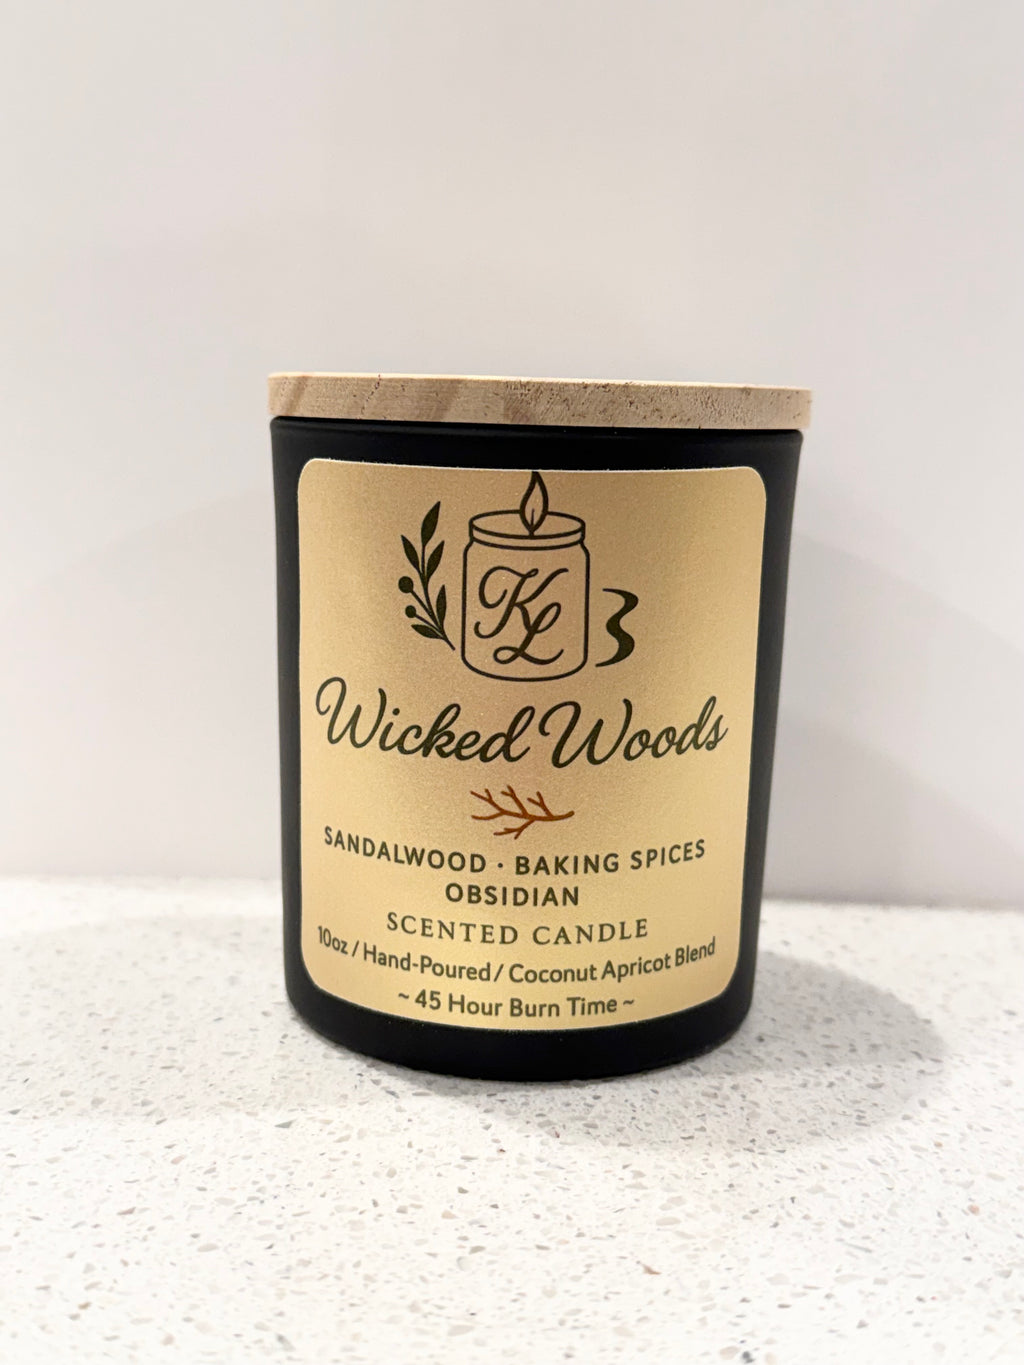 KL
Wicked Woods
SANDALWOOD · BAKING SPICES
OBSIDIAN
SCENTED CANDLE
10oz / Hand-Poured / Coconut Apricot Blend
~ 45 Hour Burn Time ~